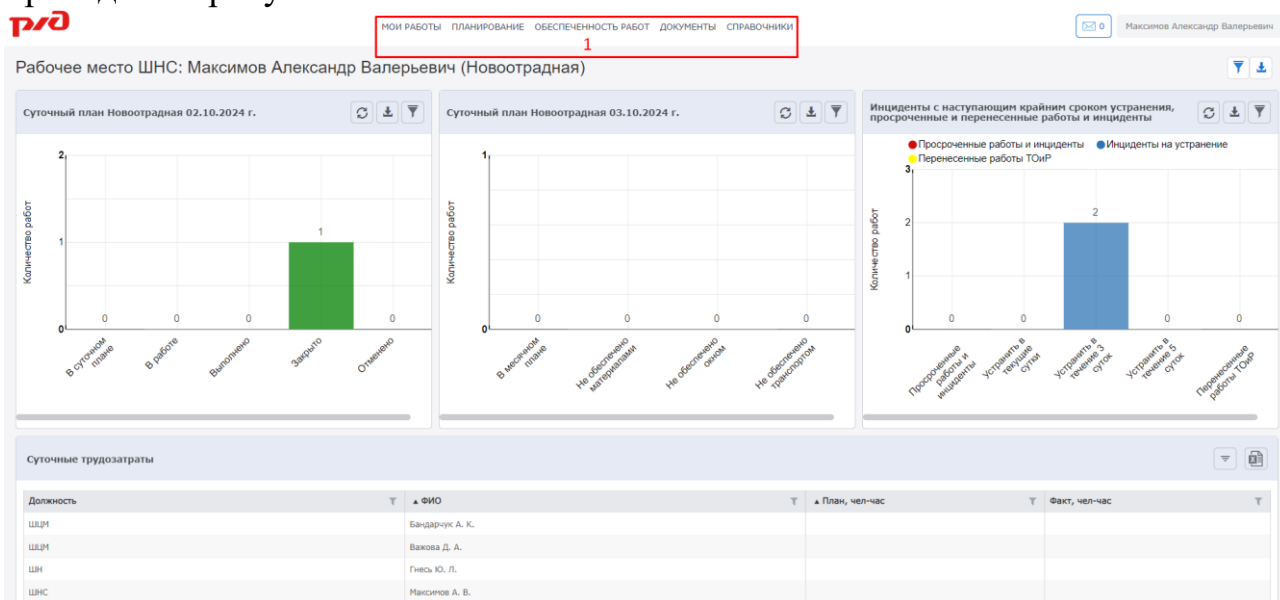 РЖД
МОИ РАБОТЫ ПЛАНИРОВАНИЕ ОБЕСПЕЧЕННОСТЬ РАБОТ ДОКУМЕНТЫ СПРАВОЧНИКИ
1
0
Максимов Александр Валерьевич
Рабочее место ШНС: Максимов Александр Валерьевич (Новоотрадная)
Суточный план Новоотрадная 02.10.2024 г.
2
1
0
Количество работ
0
0
0
1
0
В суточном плане
В работе
Выполнено
Закрыто
Отменено
Суточный план Новоотрадная 03.10.2024 г.
1
0
Количество работ
0
0
0
0
В месячном плане
Не обеспечено материалами
Не обеспечено окном
Не обеспечено транспортом
Инциденты с наступающим крайним сроком устранения,
просроченные и перенесенные работы и инциденты
Просроченные работы и инциденты Инциденты на устранение
Перенесенные работы ТОиР
3
2
1
0
Количество работ
0
0
2
0
0
Просроченные работы и инциденты
Устранить в текущие сутки
Устранить в течение 3 суток
Устранить в течение 5 суток
Перенесенные работы ТОиР
Суточные трудозатраты
Должность ▲ ФИО ▲ План, чел-час Факт, чел-час
ШЦМ Бандарчук А. К.
ШЦМ Важова Д. А.
ШН Гнесь Ю. Л.
ШНС Максимов А. В.